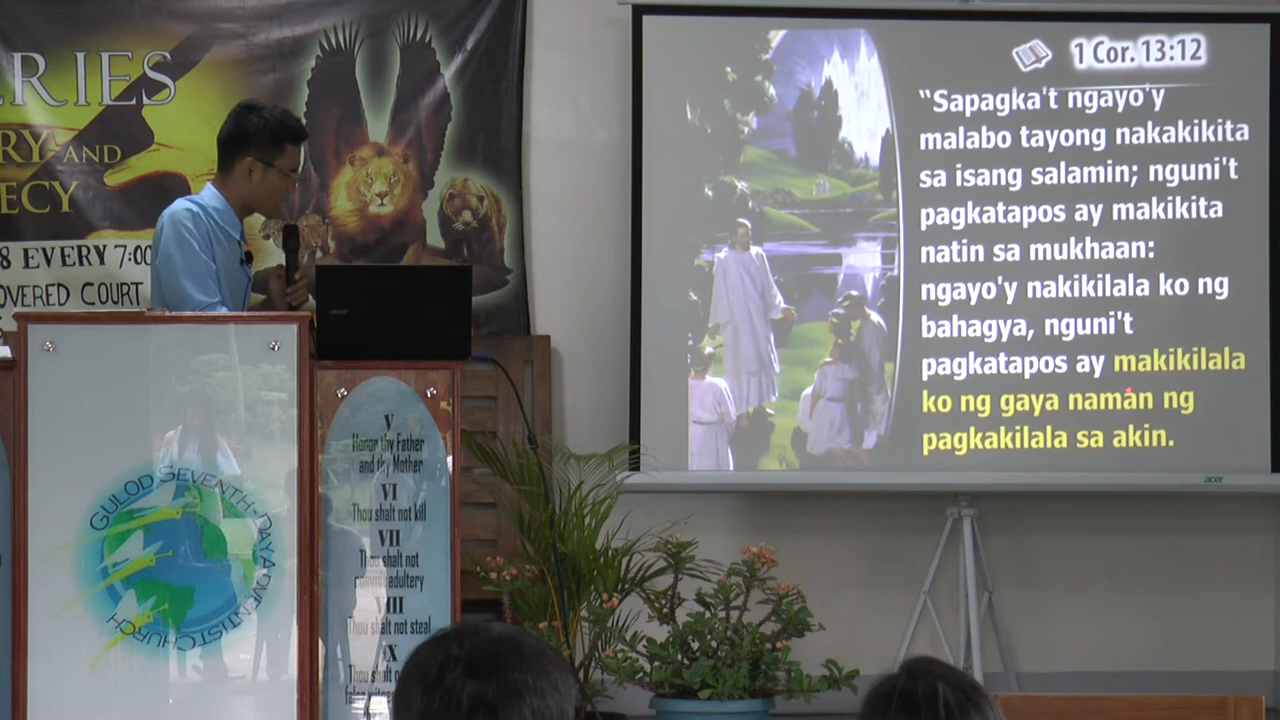 RIES
RY AND
ECY
8 EVERY 7:00
OVERED COURT
GULOD SEVENTH-DAY ADVENTIST CHURCH
V
Honor thy Father
and thy Mother
VI
Thou shalt not kill
VII
Thou shalt not
commit adultery
VIII
Thou shalt not steal
IX
Thou shalt
false
acer
1 Cor. 13:12
“Sapagka't ngayo'y
malabo tayong nakakikita
sa isang salamin; nguni't
pagkatapos ay makikita
natin sa mukhaan:
ngayo'y nakikilala ko ng
bahagya, nguni't
pagkatapos ay makikilala
ko ng gaya naman ng
pagkakilala sa akin.
acer